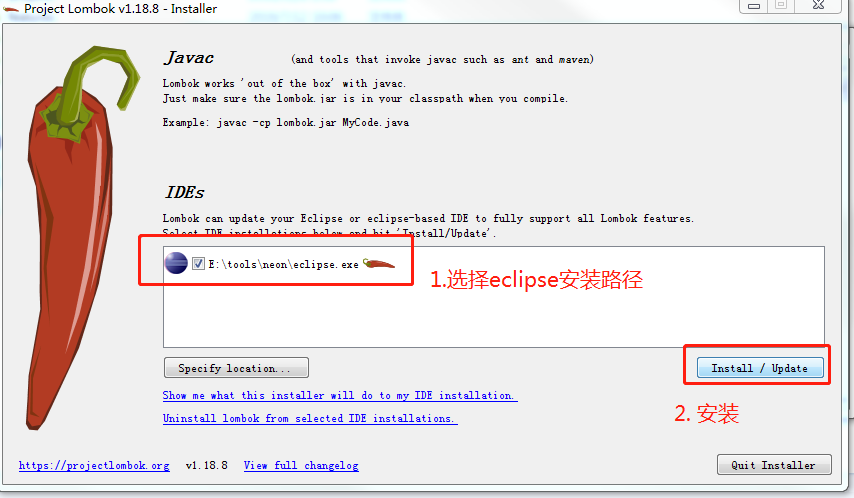 Project Lombok v1.18.8 - Installer
Javac (and tools that invoke javac such as ant and maven)
Lombok works 'out of the box' with javac.
Just make sure the lombok.jar is in your classpath when you compile.
Example: javac -cp lombok.jar MyCode.java
IDEs
Lombok can update your Eclipse or eclipse-based IDE to fully support all Lombok features.
Select IDE installations below and hit 'Install/Update'.
E:\tools\neon\eclipse.exe
1.选择eclipse安装路径
Specify location...
Install / Update
Show me what this installer will do to my IDE installation.
2. 安装
Uninstall lombok from selected IDE installations.
https://projectlombok.org v1.18.8 View full changelog
Quit Installer